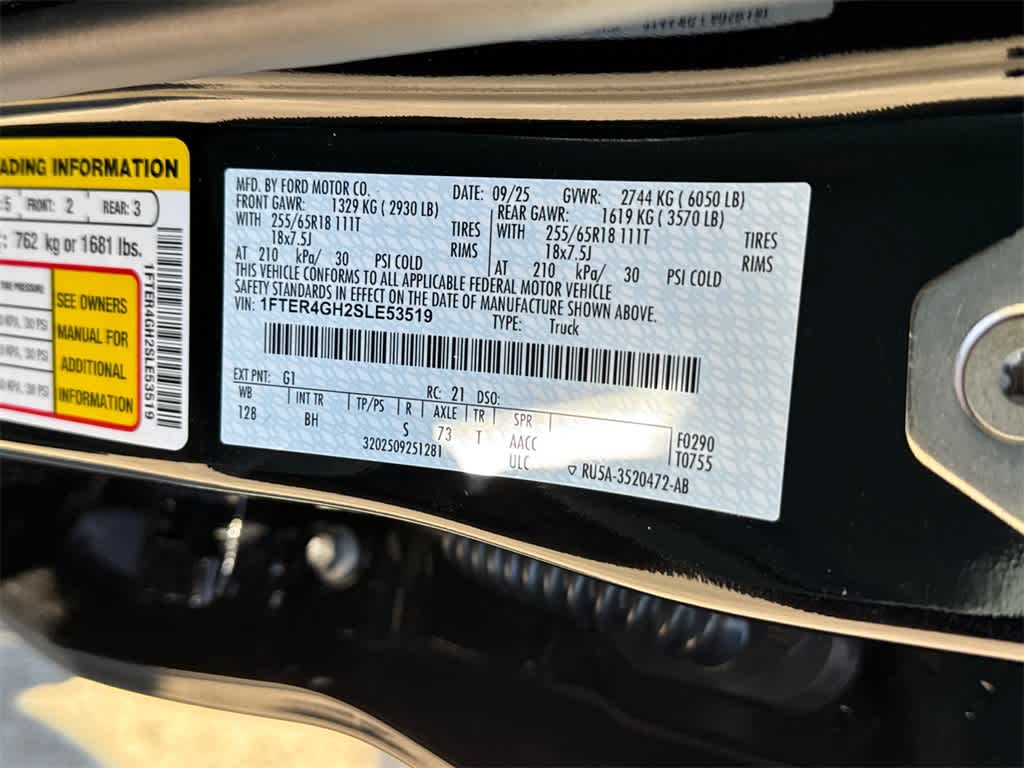 ADING INFORMATION
5 FRONT: 2 REAR: 3
: 762 kg or 1681 lbs.
TIRE PRESSURE
SEE OWNERS
MANUAL FOR
ADDITIONAL
INFORMATION
1FTER4GH2SLE53519
MFD. BY FORD MOTOR CO. DATE: 09/25 GVWR: 2744 KG ( 6050 LB)
FRONT GAWR: 1329 KG ( 2930 LB) REAR GAWR: 1619 KG ( 3570 LB)
WITH 255/65R18 111T TIRES WITH 255/65R18 111T TIRES
18x7.5J RIMS 18x7.5J RIMS
AT 210 kPa/ 30 PSI COLD AT 210 kPa/ 30 PSI COLD
THIS VEHICLE CONFORMS TO ALL APPLICABLE FEDERAL MOTOR VEHICLE
SAFETY STANDARDS IN EFFECT ON THE DATE OF MANUFACTURE SHOWN ABOVE.
VIN: 1FTER4GH2SLE53519 TYPE: Truck
EXT PNT: G1 RC: 21 DSO:
WB INT TR TP/PS R AXLE TR SPR
128 BH S 73 T AACC F0290
3202509251281 ULC T0755
RU5A-3520472-AB